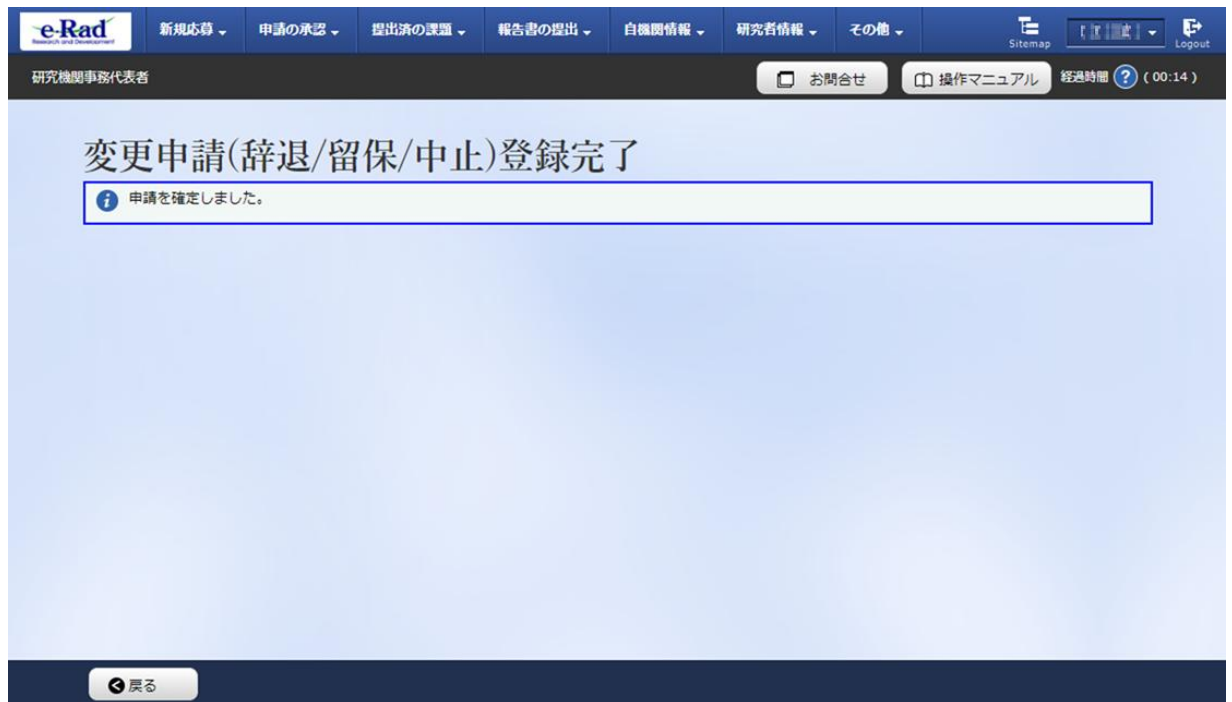 e-Rad
Research and Development
新規応募
申請の承認
提出済の課題
報告書の提出
自機関情報
研究者情報
その他
Sitemap
Logout
研究機関事務代表者
お問合せ
操作マニュアル
経過時間 ? ( 00:14 )
変更申請(辞退/留保/中止)登録完了
i 申請を確定しました。
戻る